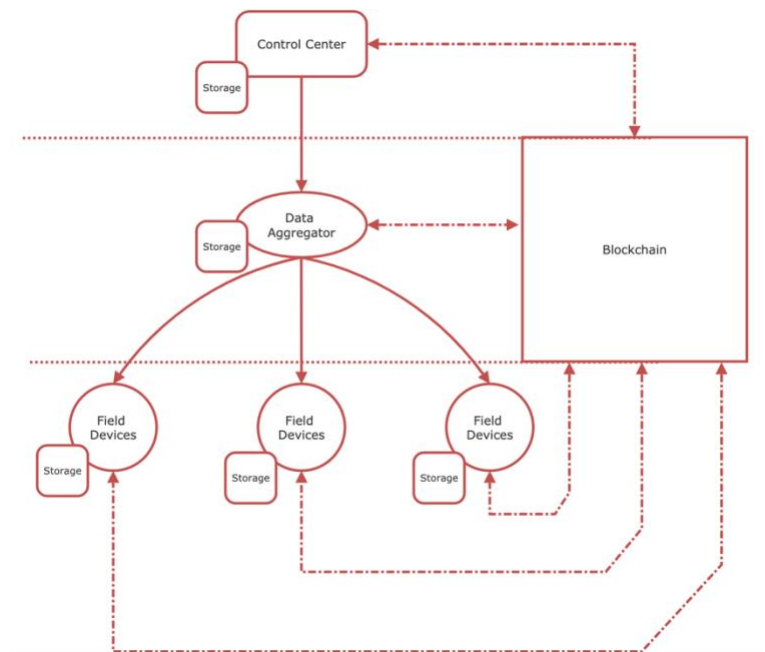 Control Center
Storage
Data
Aggregator
Storage
Blockchain
Field
Devices
Storage
Field
Devices
Storage
Field
Devices
Storage